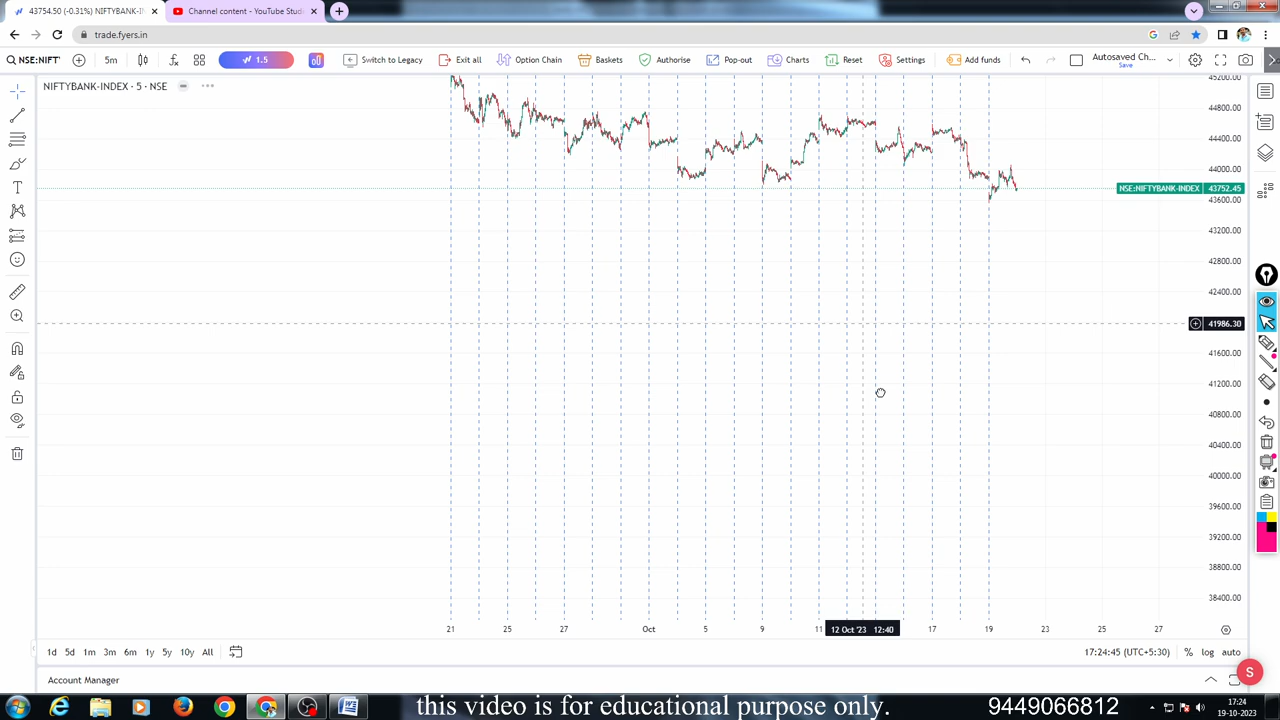 43754.50 (-0.31%) NIFTYBANK-IN
Channel content - YouTube Studi
trade.fyers.in
NSE:NIFT
5m
1.5
Switch to Legacy
Exit all
Option Chain
Baskets
Authorise
Pop-out
Charts
Reset
Settings
Add funds
Autosaved Ch...
Save
NIFTYBANK-INDEX · 5 · NSE
45200.00
44800.00
44400.00
44000.00
NSE:NIFTYBANK-INDEX 43752.45
43600.00
43200.00
42800.00
42400.00
41986.30
41600.00
41200.00
40800.00
40400.00
40000.00
39600.00
39200.00
38800.00
38400.00
21 25 27 Oct 5 9 11 12 Oct '23 12:40 17 19 23 25 27
1d 5d 1m 3m 6m 1y 5y 10y All
17:24:45 (UTC+5:30) % log auto
Account Manager
S
this video is for educational purpose only.
9449066812
17:24
19-10-2023